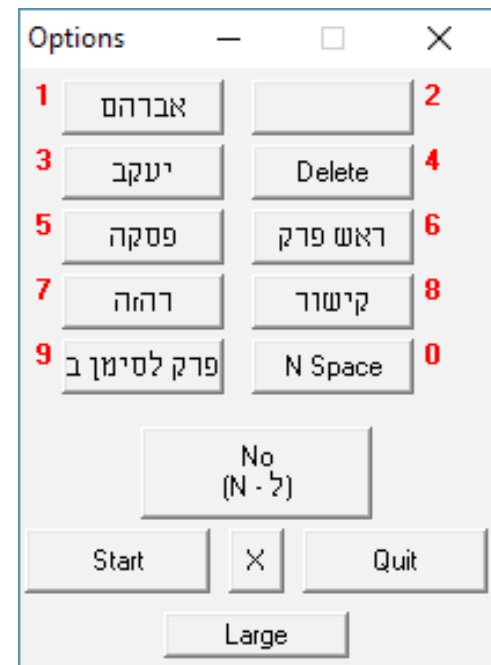 Options
1 אברהם 2
3 יעקב Delete 4
5 פסקה ראש פרק 6
7 רהזה קישור 8
9 פרק לסימן ב N Space 0
No
(N - ל)
Start X Quit
Large